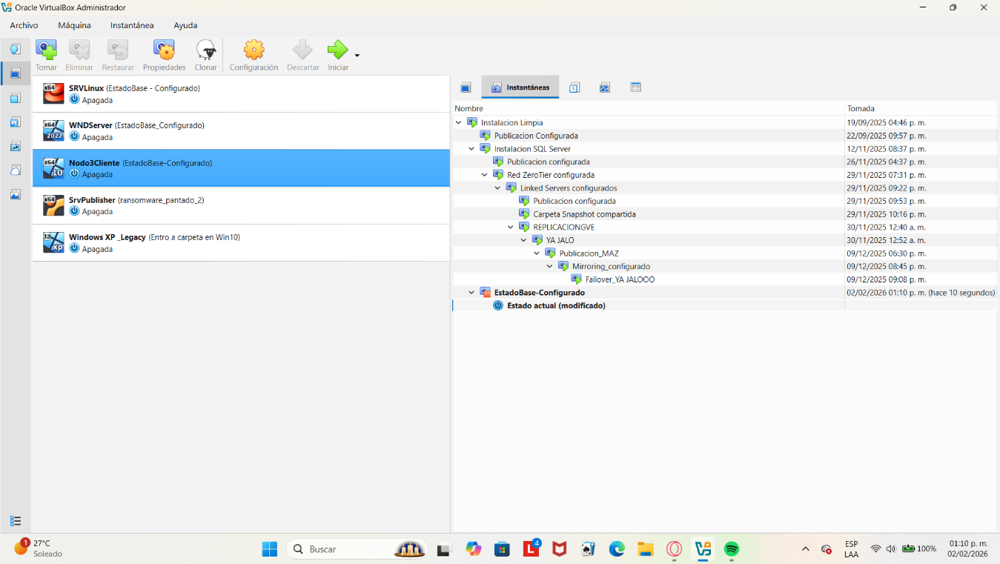 Oracle VirtualBox Administrador
Archivo Máquina Instantánea Ayuda
Tomar Eliminar Restaurar Propiedades Clonar Configuración Descartar Iniciar
x64
SRVLinux (EstadoBase - Configurado)
Apagada
x64
2022
WNDServer (EstadoBase_Configurado)
Apagada
x64
10
Nodo3Cliente (EstadoBase-Configurado)
Apagada
x64
SrvPublisher (ransomware_pantado_2)
Apagada
32
xp
Windows XP _Legacy (Entro a carpeta en Win10)
Apagada
Instantáneas
Nombre Tomada
Instalacion Limpia 19/09/2025 04:46 p. m.
Publicacion Configurada 22/09/2025 09:57 p. m.
Instalacion SQL Server 12/11/2025 08:37 p. m.
Publicacion configurada 26/11/2025 04:37 p. m.
Red ZeroTier configurada 29/11/2025 07:31 p. m.
Linked Servers configurados 29/11/2025 09:22 p. m.
Publicacion configurada 29/11/2025 09:53 p. m.
Carpeta Snapshot compartida 29/11/2025 10:16 p. m.
REPLICACIONGVE 30/11/2025 12:40 a. m.
YA JALO 30/11/2025 12:52 a. m.
Publicacion_MAZ 09/12/2025 06:30 p. m.
Mirroring_configurado 09/12/2025 08:45 p. m.
Failover_YA JALOOO 09/12/2025 09:08 p. m.
EstadoBase-Configurado 02/02/2026 01:10 p. m. (hace 10 segundos)
Estado actual (modificado)
1
27°C
Soleado
Buscar
L
4
ESP
LAA
100%
01:10 p. m.
02/02/2026